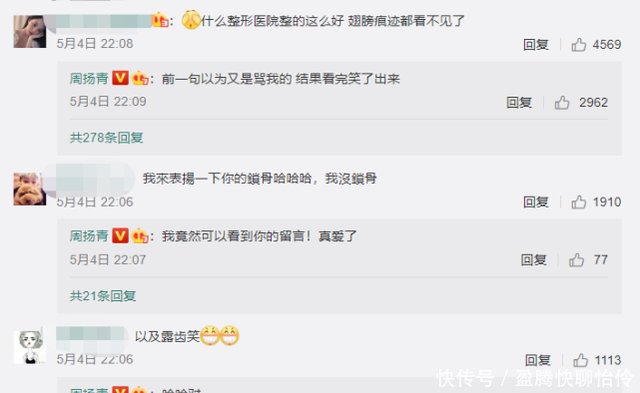 ：什么整形医院整的这么好 翅膀痕迹都看不见了
5月4日 22:08
回复 4569
周扬青：前一句以为又是骂我的 结果看完笑了出来
5月4日 22:09
回复 2962
共278条回复
我來表揚一下你的鎖骨哈哈哈，我沒鎖骨
5月4日 22:06
回复 1910
周扬青：我竟然可以看到你的留言！真爱了
5月4日 22:07
回复 77
共21条回复
以及露齿笑
5月4日 22:06
回复 1113
周扬青：哈哈对
快传号／盈腾快聊怡伶